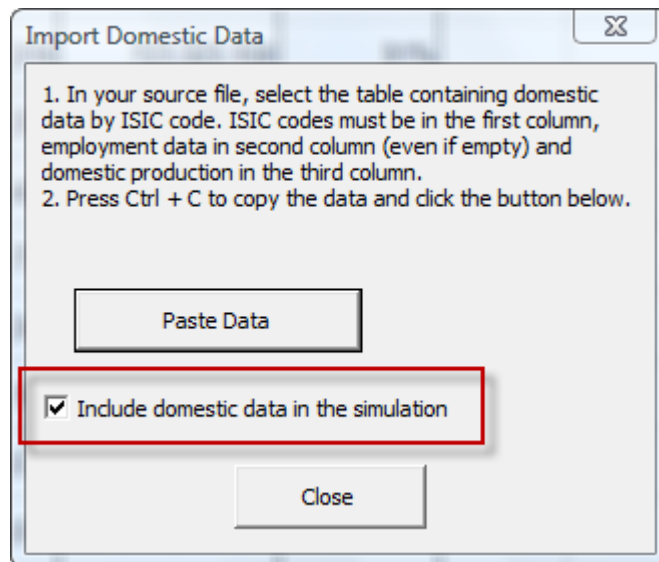 Import Domestic Data
1. In your source file, select the table containing domestic
data by ISIC code. ISIC codes must be in the first column,
employment data in second column (even if empty) and
domestic production in the third column.
2. Press Ctrl + C to copy the data and click the button below.
Paste Data
Include domestic data in the simulation
Close